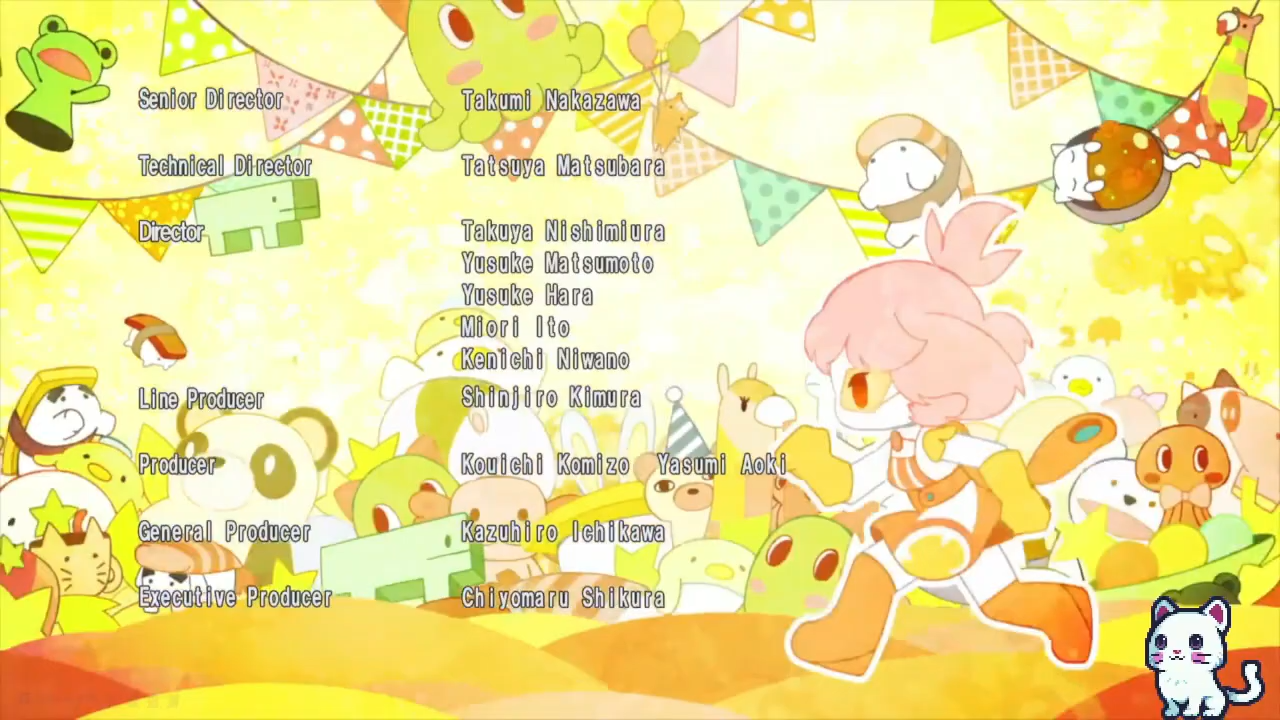 Senior Director Takumi Nakazawa
Technical Director Tatsuya Matsubara
Director Takuya Nishimiura
Yusuke Matsumoto
Yusuke Hara
Miori Ito
Kenichi Niwano
Line Producer Shinjiro Kimura
Producer Kouichi Komizo Yasumi Aoki
General Producer Kazuhiro Ichikawa
Executive Producer Chiyomaru Shikura